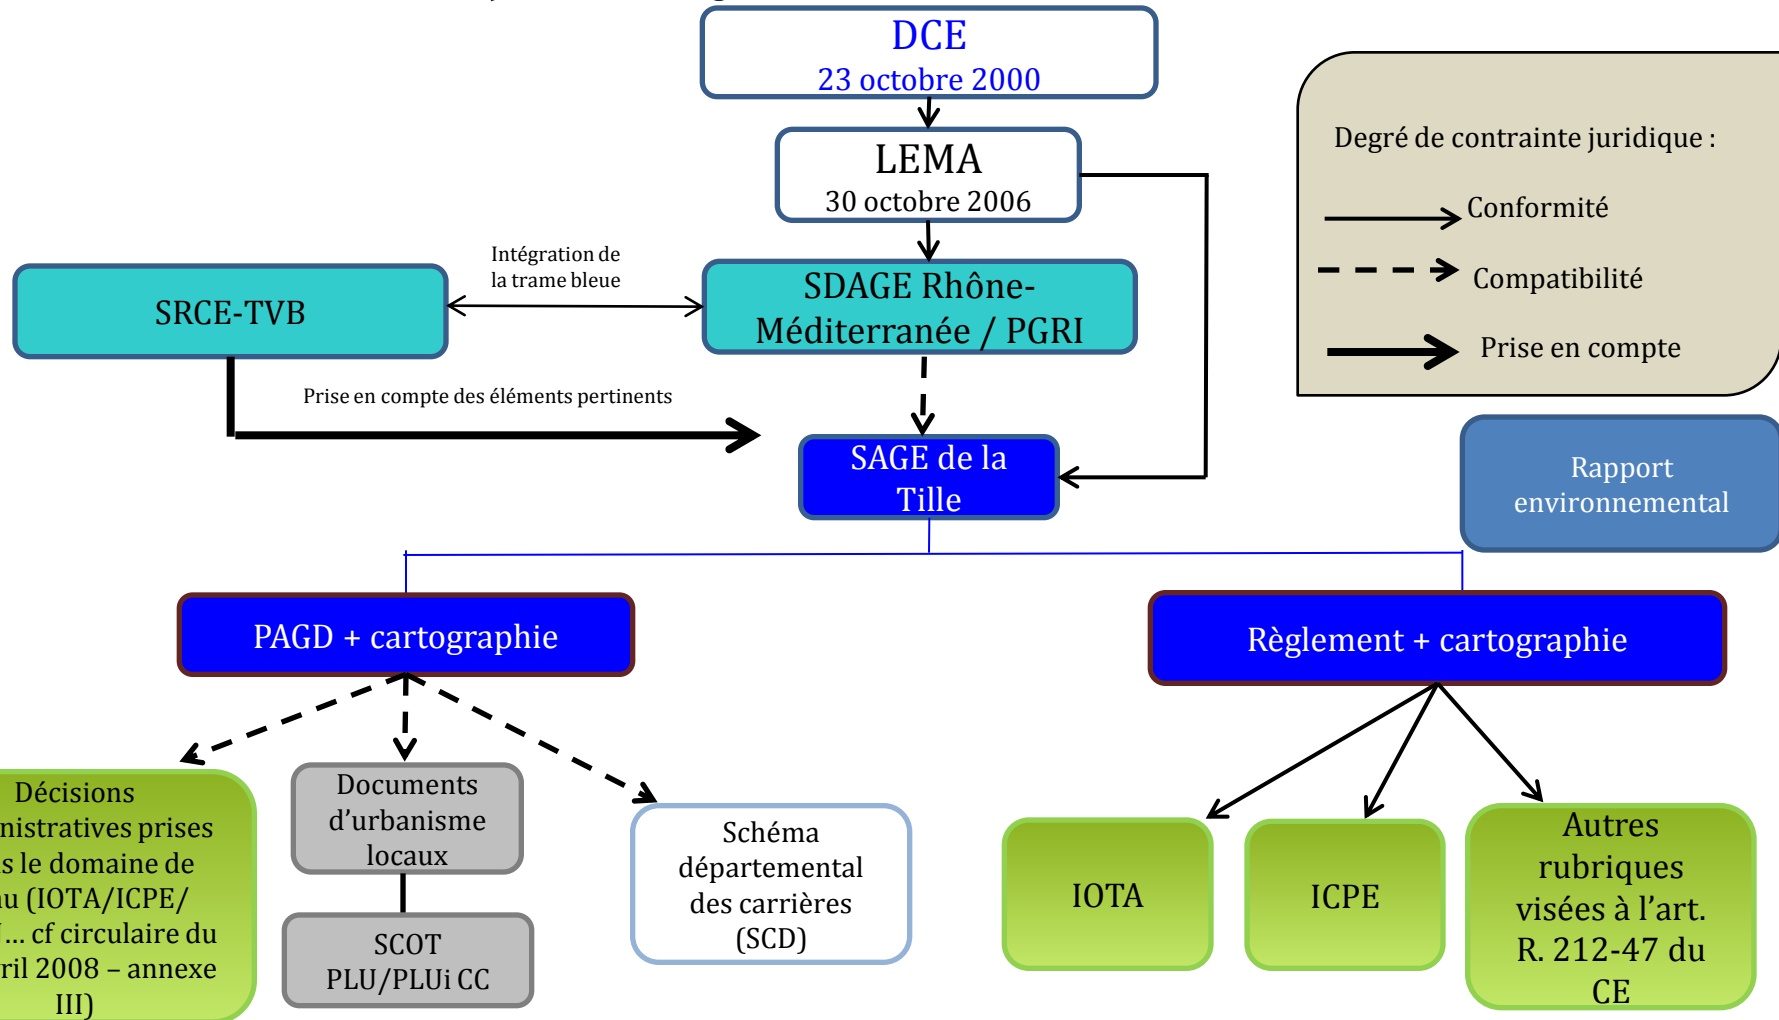 DCE
23 octobre 2000
LEMA
30 octobre 2006
Degré de contrainte juridique :
Conformité
Compatibilité
Prise en compte
Intégration de
la trame bleue
SRCE-TVB
SDAGE Rhône-
Méditerranée / PGRI
Prise en compte des éléments pertinents
SAGE de la
Tille
Rapport
environnemental
PAGD + cartographie
Règlement + cartographie
Décisions
prises
le domaine de
(IOTA/ICPE/
… cf circulaire du
2008 – annexe
III)
Documents
d’urbanisme
locaux
SCOT
PLU/PLUi CC
Schéma
départemental
des carrières
(SCD)
IOTA
ICPE
Autres
rubriques
visées à l’art.
R. 212-47 du
CE